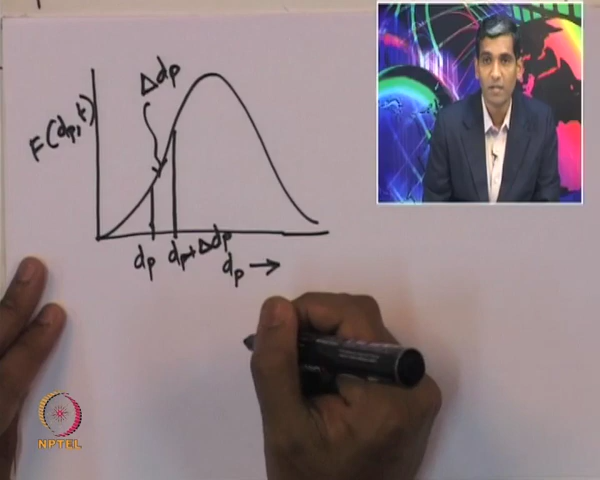 Δdp
F(dp,t)
dp dp+Δdp
dp →
NPTEL